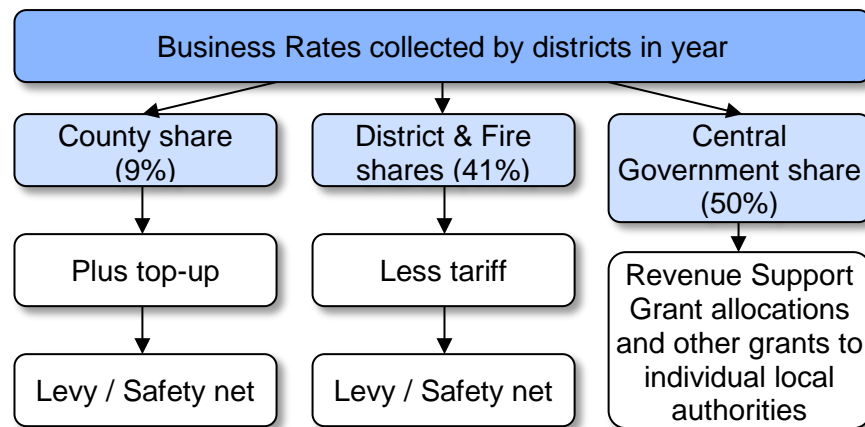 Business Rates collected by districts in year
County share
(9%)
District & Fire
shares (41%)
Central
Government share
(50%)
Plus top-up
Less tariff
Revenue Support
Grant allocations
and other grants to
individual local
authorities
Levy / Safety net
Levy / Safety net